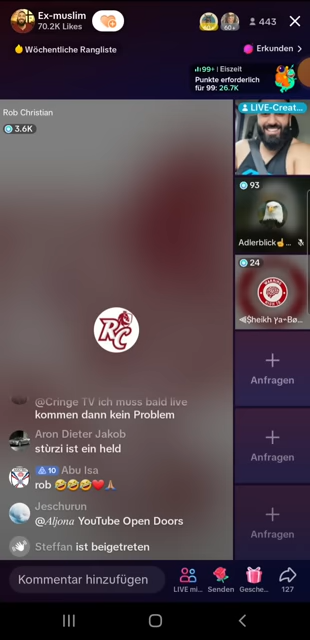 Ex-muslim
70.2K Likes
60+
443
Wöchentliche Rangliste
Erkunden >
99+ | Eiszeit
Punkte erforderlich
für 99: 26.7K
Rob Christian
3.6K
LIVE-Creat...
93
Adlerblick☝️...
24
RC
Anfragen
Anfragen
Anfragen
@Cringe TV ich muss bald live
kommen dann kein Problem
Aron Dieter Jakob
stùrzi ist ein held
10 Abu Isa
rob 🤣🤣🤣❤️🙏🏽
Jeschurun
@Aljona YouTube Open Doors
Steffan ist beigetreten
Kommentar hinzufügen
LIVE mi...
Senden
Gesche...
127